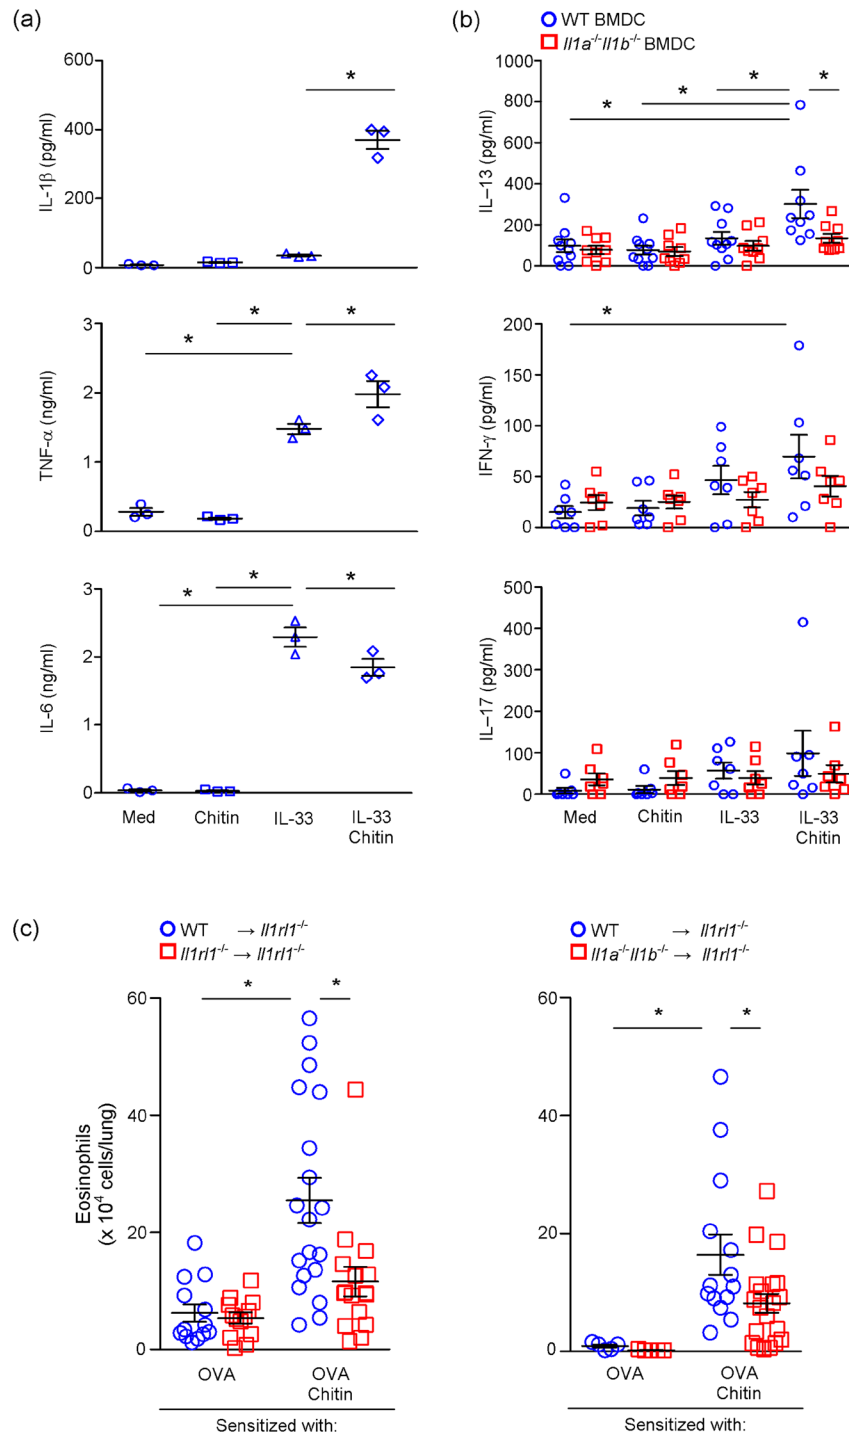 (a)
600
400
200
0
IL-1β (pg/ml)
*
3
2
1
0
TNF-α (ng/ml)
*
*
*
3
2
1
0
IL-6 (ng/ml)
*
*
*
Med
Chitin
IL-33
IL-33
Chitin
(b)
WT BMDC
Il1a-/-Il1b-/- BMDC
1000
800
600
400
200
0
IL–13 (pg/ml)
*
*
*
*
200
150
100
50
0
IFN-γ (pg/ml)
*
500
400
300
200
100
0
IL–17 (pg/ml)
Med
Chitin
IL-33
IL-33
Chitin
(c)
WT → Il1rl1-/-
Il1rl1-/- → Il1rl1-/-
60
40
20
0
Eosinophils
(x 10⁴ cells/lung)
*
*
OVA
OVA
Chitin
Sensitized with:
WT → Il1rl1-/-
Il1a-/-Il1b-/- → Il1rl1-/-
60
40
20
0
*
*
OVA
OVA
Chitin
Sensitized with: